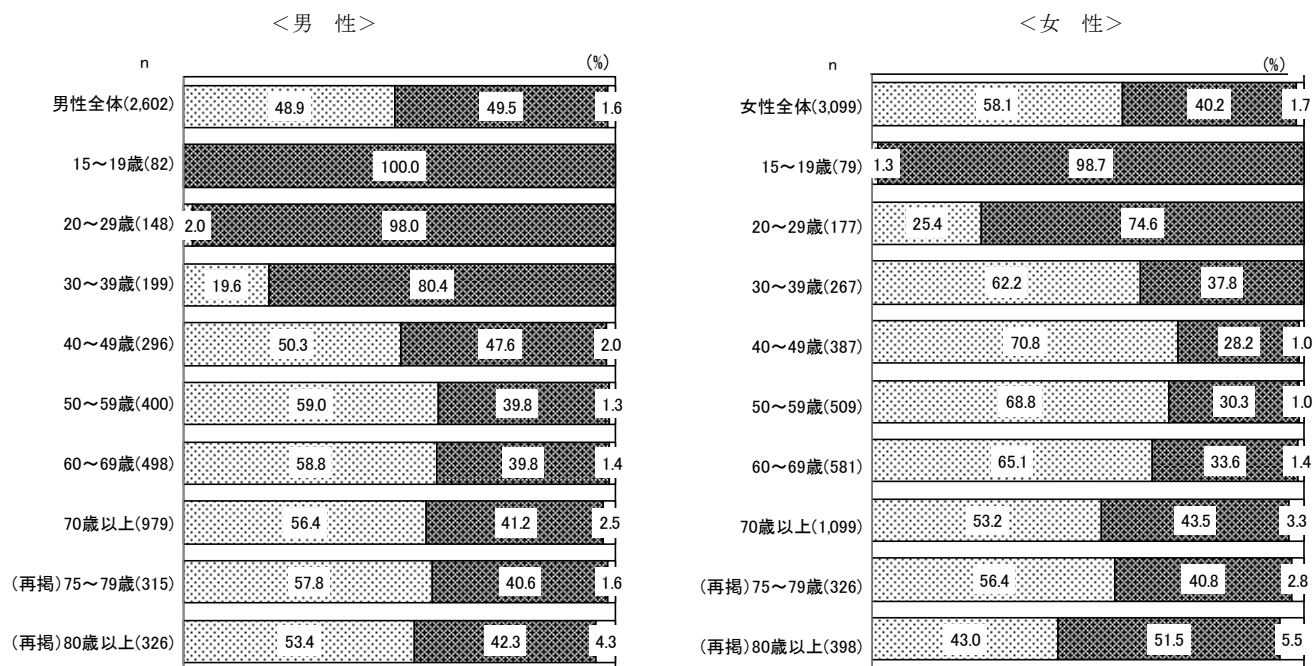 ＜男　性＞
n (%)
男性全体(2,602) 48.9 49.5 1.6
15～19歳(82) 100.0
20～29歳(148) 2.0 98.0
30～39歳(199) 19.6 80.4
40～49歳(296) 50.3 47.6 2.0
50～59歳(400) 59.0 39.8 1.3
60～69歳(498) 58.8 39.8 1.4
70歳以上(979) 56.4 41.2 2.5
(再掲)75～79歳(315) 57.8 40.6 1.6
(再掲)80歳以上(326) 53.4 42.3 4.3
＜女　性＞
n (%)
女性全体(3,099) 58.1 40.2 1.7
15～19歳(79) 1.3 98.7
20～29歳(177) 25.4 74.6
30～39歳(267) 62.2 37.8
40～49歳(387) 70.8 28.2 1.0
50～59歳(509) 68.8 30.3 1.0
60～69歳(581) 65.1 33.6 1.4
70歳以上(1,099) 53.2 43.5 3.3
(再掲)75～79歳(326) 56.4 40.8 2.8
(再掲)80歳以上(398) 43.0 51.5 5.5